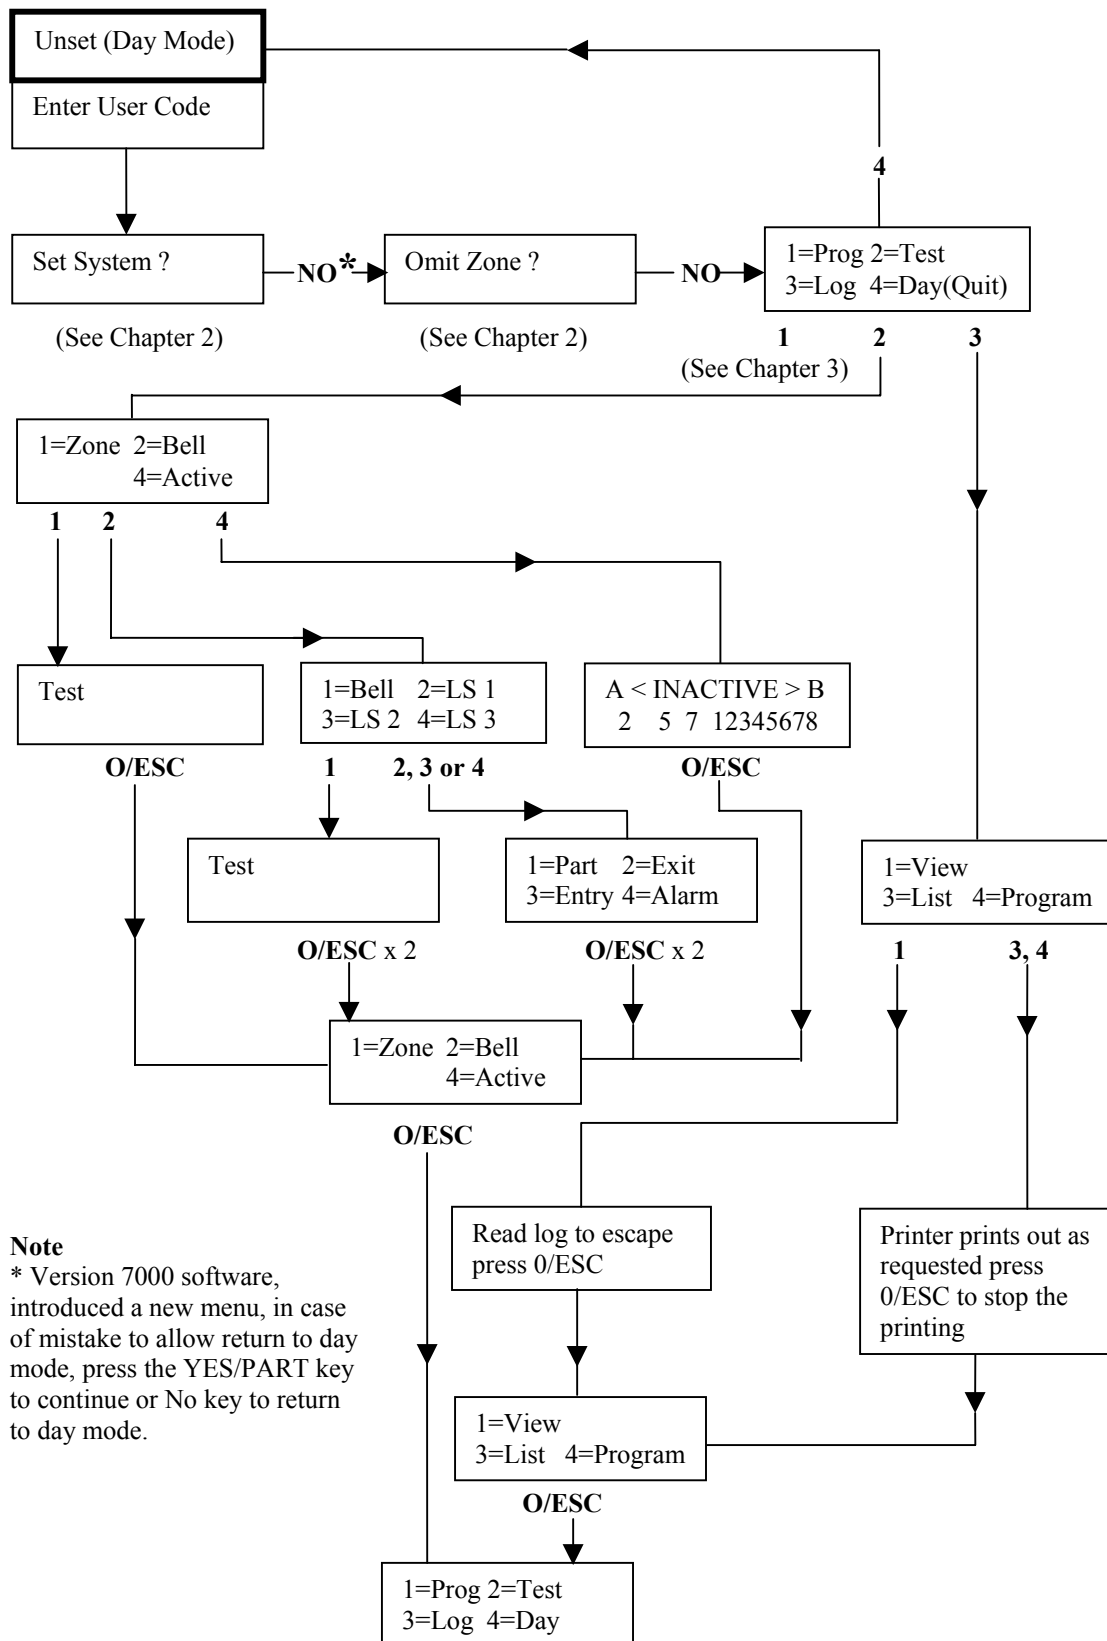 Unset (Day Mode)
Enter User Code
4
Set System ?
NO*
Omit Zone ?
NO
1=Prog 2=Test
3=Log 4=Day(Quit)
(See Chapter 2)
(See Chapter 2)
1 2 3
(See Chapter 3)
1=Zone 2=Bell
4=Active
1 2 4
Test
1=Bell 2=LS 1
3=LS 2 4=LS 3
A < INACTIVE > B
2 5 7 12345678
O/ESC
1 2, 3 or 4
O/ESC
Test
1=Part 2=Exit
3=Entry 4=Alarm
1=View
3=List 4=Program
O/ESC x 2
O/ESC x 2
1 3, 4
1=Zone 2=Bell
4=Active
O/ESC
Read log to escape
press 0/ESC
Printer prints out as
requested press
0/ESC to stop the
printing
Note
* Version 7000 software,
introduced a new menu, in case
of mistake to allow return to day
mode, press the YES/PART key
to continue or No key to return
to day mode.
1=View
3=List 4=Program
O/ESC
1=Prog 2=Test
3=Log 4=Day